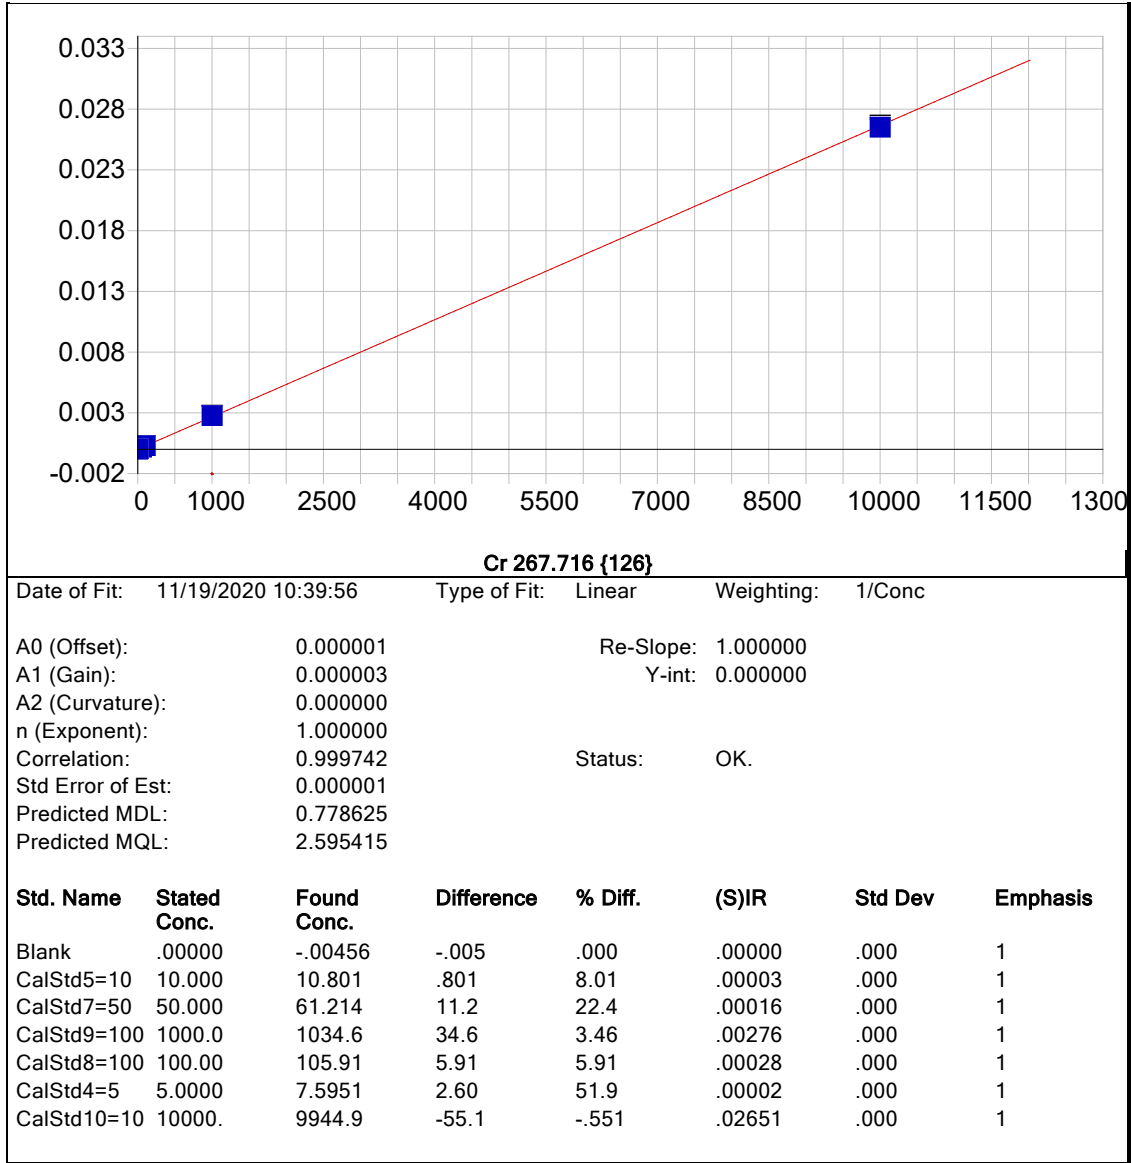 0.033
0.028
0.023
0.018
0.013
0.008
0.003
-0.002
0 1000 2500 4000 5500 7000 8500 10000 11500 1300
Cr 267.716 {126}
Date of Fit: 11/19/2020 10:39:56 Type of Fit: Linear Weighting: 1/Conc
A0 (Offset): 0.000001 Re-Slope: 1.000000
A1 (Gain): 0.000003 Y-int: 0.000000
A2 (Curvature): 0.000000
n (Exponent): 1.000000
Correlation: 0.999742 Status: OK.
Std Error of Est: 0.000001
Predicted MDL: 0.778625
Predicted MQL: 2.595415
Std. Name Stated Found Difference % Diff. (S)IR Std Dev Emphasis
Conc. Conc.
Blank .00000 -.00456 -.005 .000 .00000 .000 1
CalStd5=10 10.000 10.801 .801 8.01 .00003 .000 1
CalStd7=50 50.000 61.214 11.2 22.4 .00016 .000 1
CalStd9=100 1000.0 1034.6 34.6 3.46 .00276 .000 1
CalStd8=100 100.00 105.91 5.91 5.91 .00028 .000 1
CalStd4=5 5.0000 7.5951 2.60 51.9 .00002 .000 1
CalStd10=10 10000. 9944.9 -55.1 -.551 .02651 .000 1